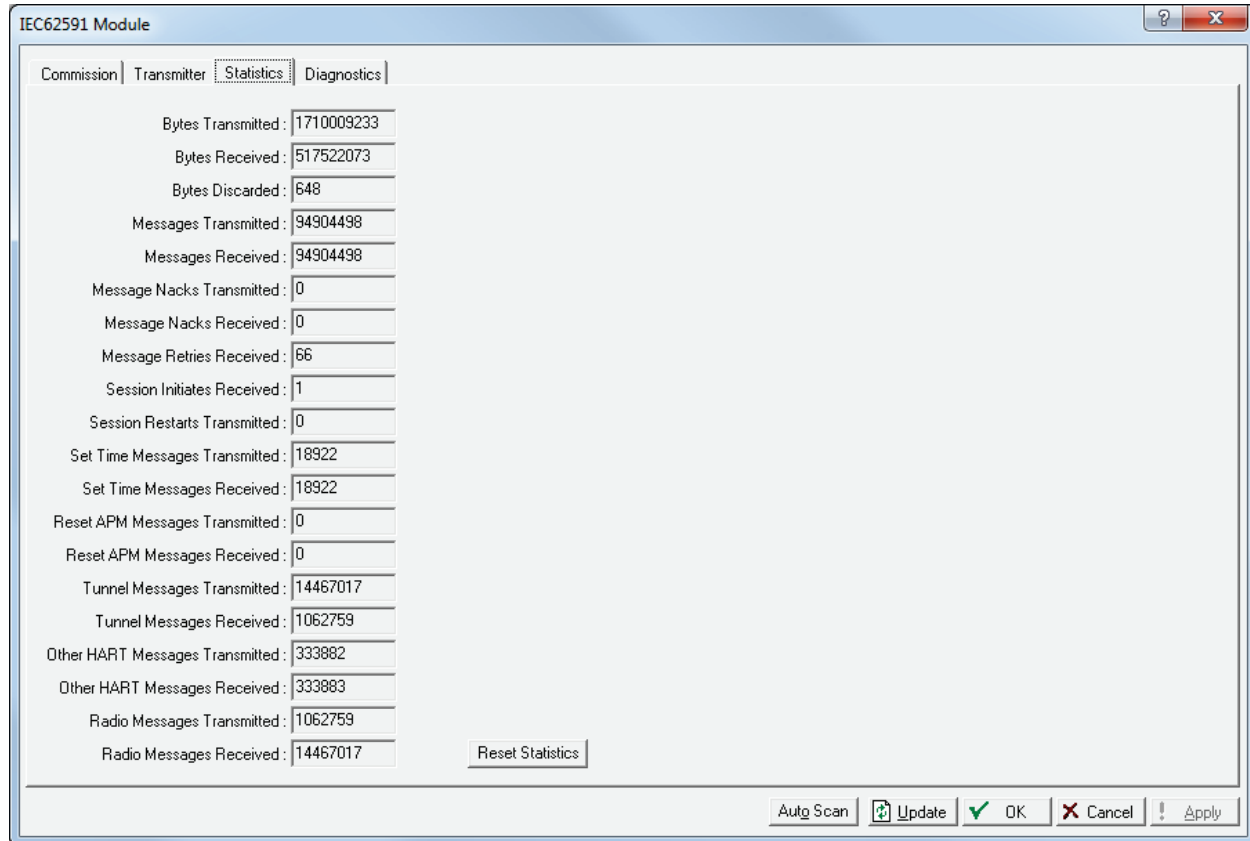 IEC62591 Module
?
Commission Transmitter Statistics Diagnostics
Bytes Transmitted : 1710009233
Bytes Received : 517522073
Bytes Discarded : 648
Messages Transmitted : 94904498
Messages Received : 94904498
Message Nacks Transmitted : 0
Message Nacks Received : 0
Message Retries Received : 66
Session Initiates Received : 1
Session Restarts Transmitted : 0
Set Time Messages Transmitted : 18922
Set Time Messages Received : 18922
Reset APM Messages Transmitted : 0
Reset APM Messages Received : 0
Tunnel Messages Transmitted : 14467017
Tunnel Messages Received : 1062759
Other HART Messages Transmitted : 333882
Other HART Messages Received : 333883
Radio Messages Transmitted : 1062759
Radio Messages Received : 14467017 Reset Statistics
Auto Scan Update OK Cancel ! Apply